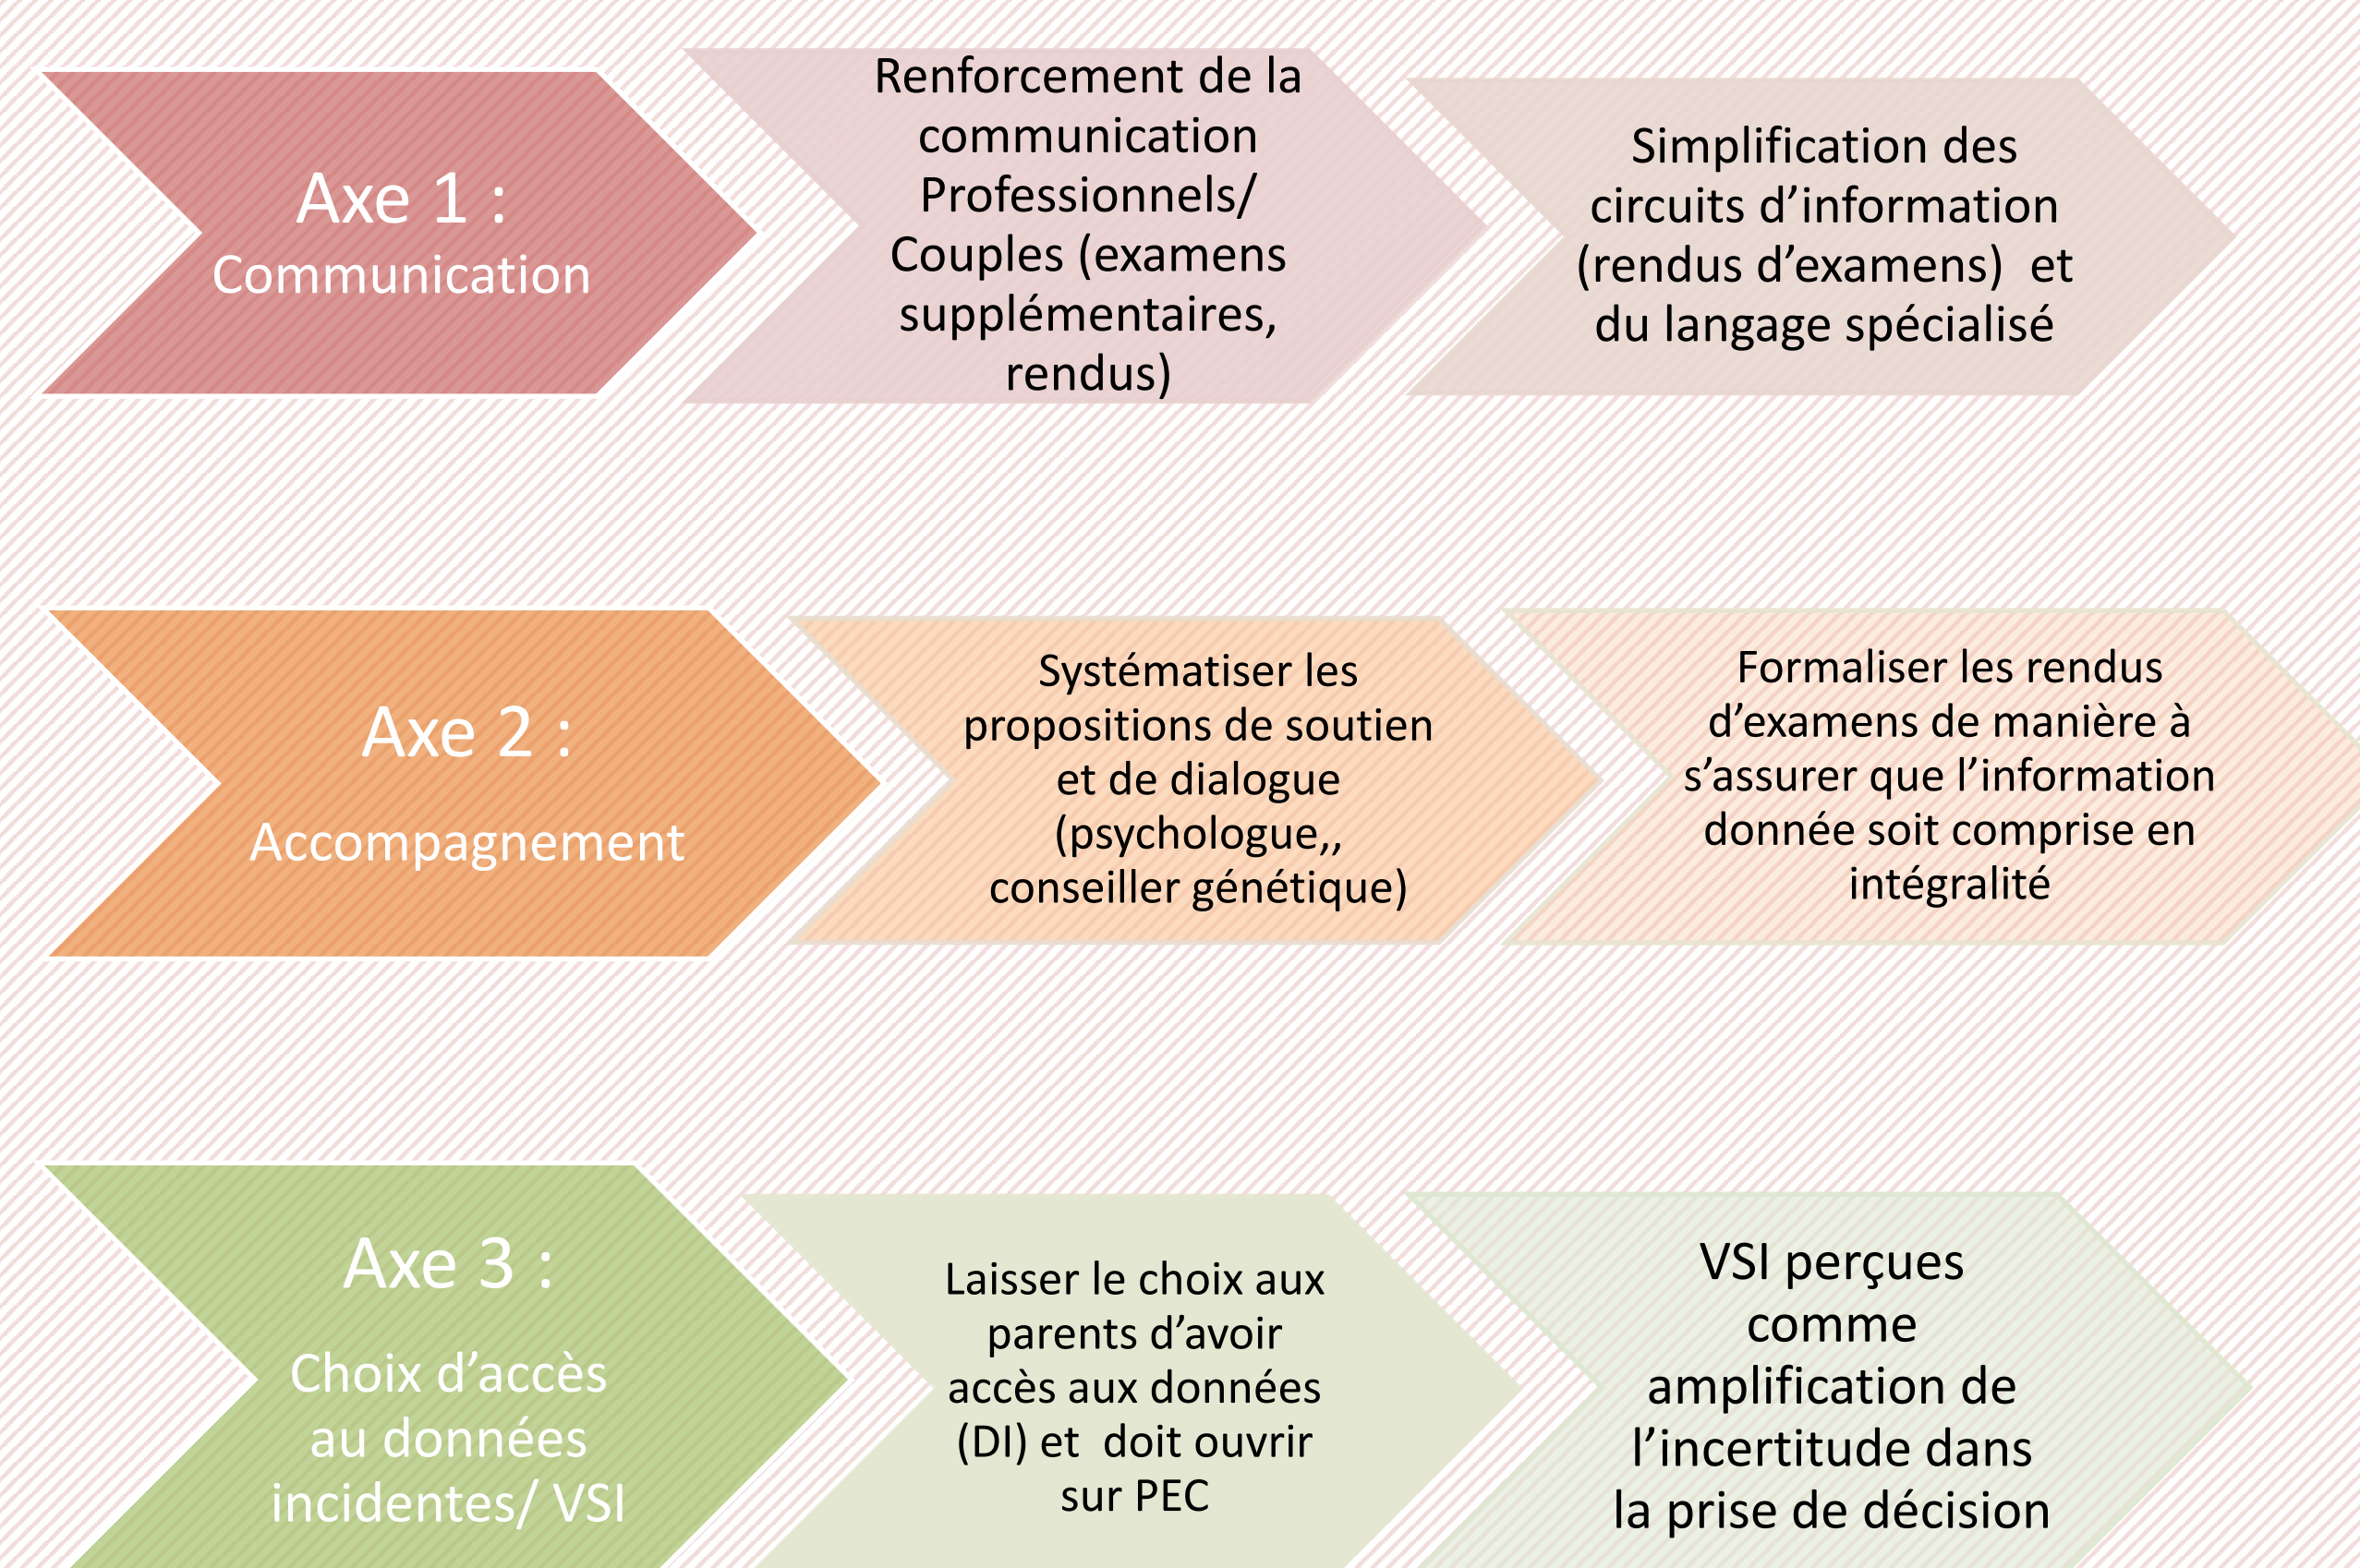 Axe 1 :
Communication
Renforcement de la
communication
Professionnels/
Couples (examens
supplémentaires,
rendus)
Simplification des
circuits d’information
(rendus d’examens)  et
du langage spécialisé
Axe 2 :
Accompagnement
Systématiser les
propositions de soutien
et de dialogue
(psychologue,,
conseiller génétique)
Formaliser les rendus
d’examens de manière à
s’assurer que l’information
donnée soit comprise en
intégralité
Axe 3 :
Choix d’accès
au données
incidentes/ VSI
Laisser le choix aux
parents d’avoir
accès aux données
(DI) et  doit ouvrir
sur PEC
VSI perçues
comme
amplification de
l’incertitude dans
la prise de décision